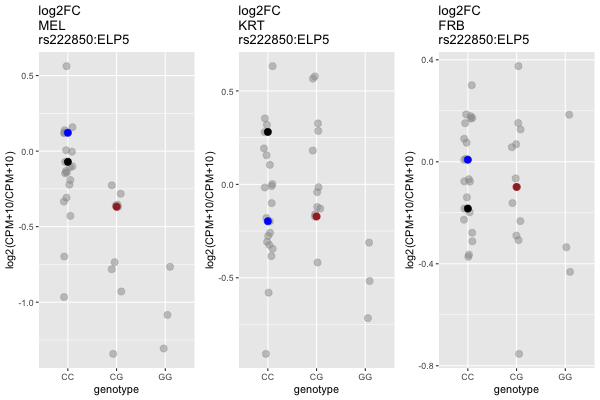 log2FC
MEL
rs222850:ELP5
log2(CPM+10/CPM+10)
0.5
0.0
-0.5
-1.0
CC
CG
GG
genotype
log2FC
KRT
rs222850:ELP5
log2(CPM+10/CPM+10)
0.5
0.0
-0.5
CC
CG
GG
genotype
log2FC
FRB
rs222850:ELP5
log2(CPM+10/CPM+10)
0.4
0.0
-0.4
-0.8
CC
CG
GG
genotype